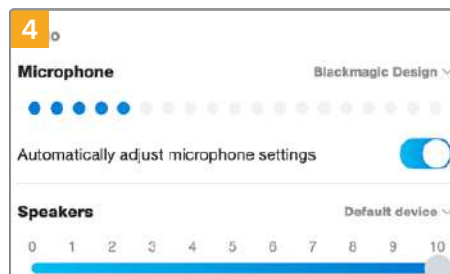 4
Microphone Blackmagic Design
Automatically adjust microphone settings
Speakers Default device
0 1 2 3 4 5 6 7 8 9 10